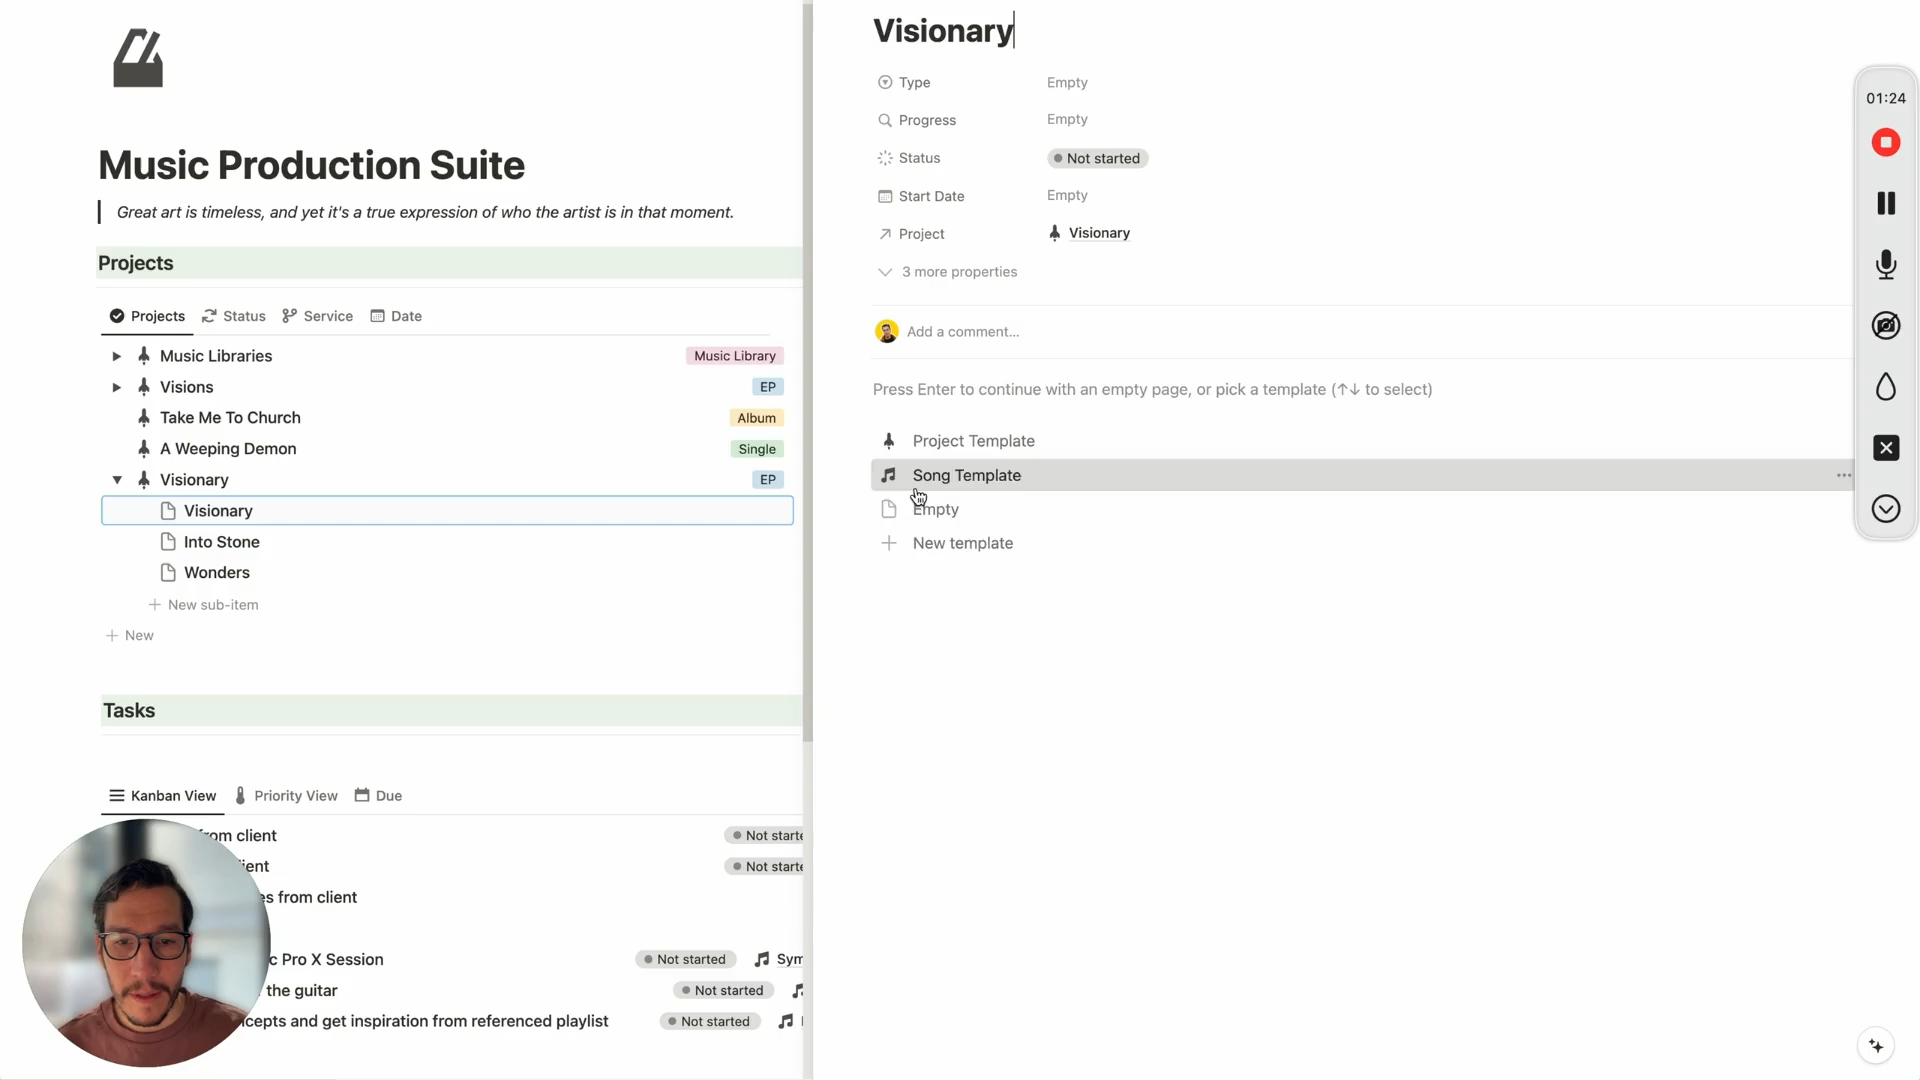 Music Production Suite
Great art is timeless, and yet it's a true expression of who the artist is in that moment.
Projects
Projects
Status
Service
Date
Music Libraries
Music Library
Visions
EP
Take Me To Church
Album
A Weeping Demon
Single
Visionary
EP
Visionary
Into Stone
Wonders
New sub-item
New
Tasks
Kanban View
Priority View
Due
from client
Not starte
ient
Not starte
es from client
c Pro X Session
Not started
Sym
the guitar
Not started
cepts and get inspiration from referenced playlist
Not started
Visionary
Type
Empty
Progress
Empty
Status
Not started
Start Date
Empty
Project
Visionary
3 more properties
Add a comment...
Press Enter to continue with an empty page, or pick a template (↑↓ to select)
Project Template
Song Template
Empty
New template
01:24